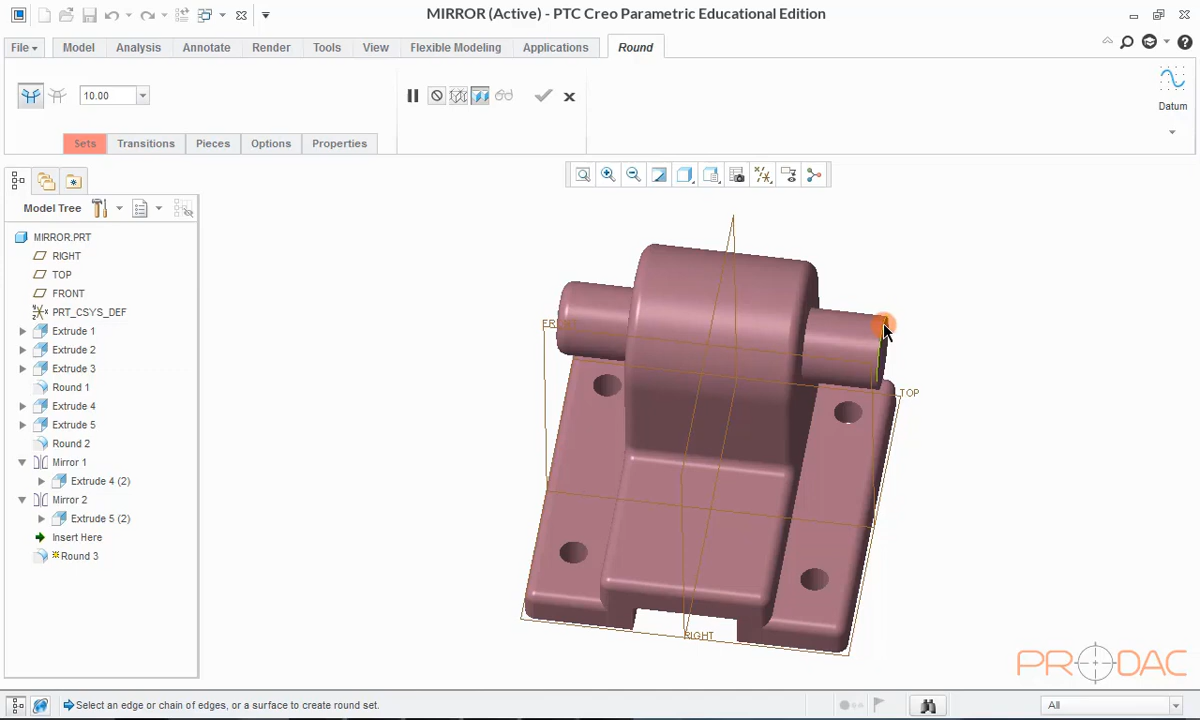 MIRROR (Active) - PTC Creo Parametric Educational Edition
File Model Analysis Annotate Render Tools View Flexible Modeling Applications Round
10.00
Datum
Sets Transitions Pieces Options Properties
Model Tree
MIRROR.PRT
RIGHT
TOP
FRONT
PRT_CSYS_DEF
Extrude 1
Extrude 2
Extrude 3
Round 1
Extrude 4
Extrude 5
Round 2
Mirror 1
Extrude 4 (2)
Mirror 2
Extrude 5 (2)
Insert Here
Round 3
FRONT
TOP
RIGHT
PRODAC
Select an edge or chain of edges, or a surface to create round set.
All